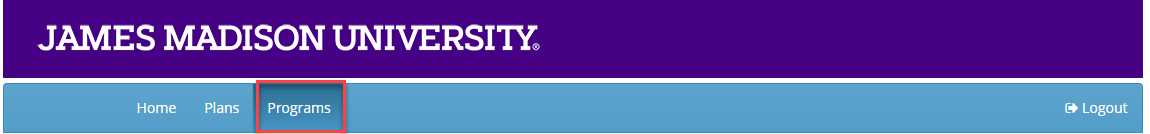 JAMES MADISON UNIVERSITY®
Home Plans Programs Logout